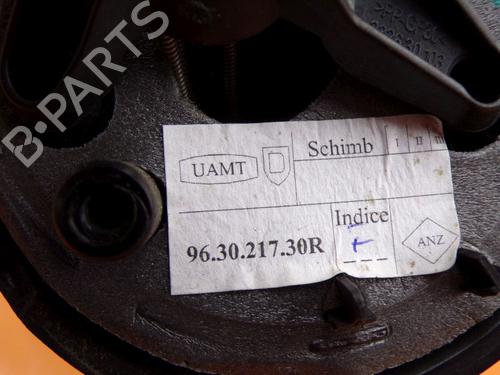 B-PARTS
UAMT
Schimb
I II III
96.30.217.30R
Indice
ANZ